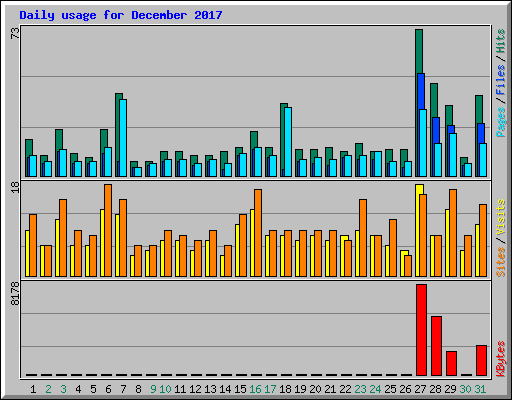 Daily usage for December 2017
73
Pages / Files / Hits
18
Sites / Visits
8178
KBytes
1 2 3 4 5 6 7 8 9 10 11 12 13 14 15 16 17 18 19 20 21 22 23 24 25 26 27 28 29 30 31